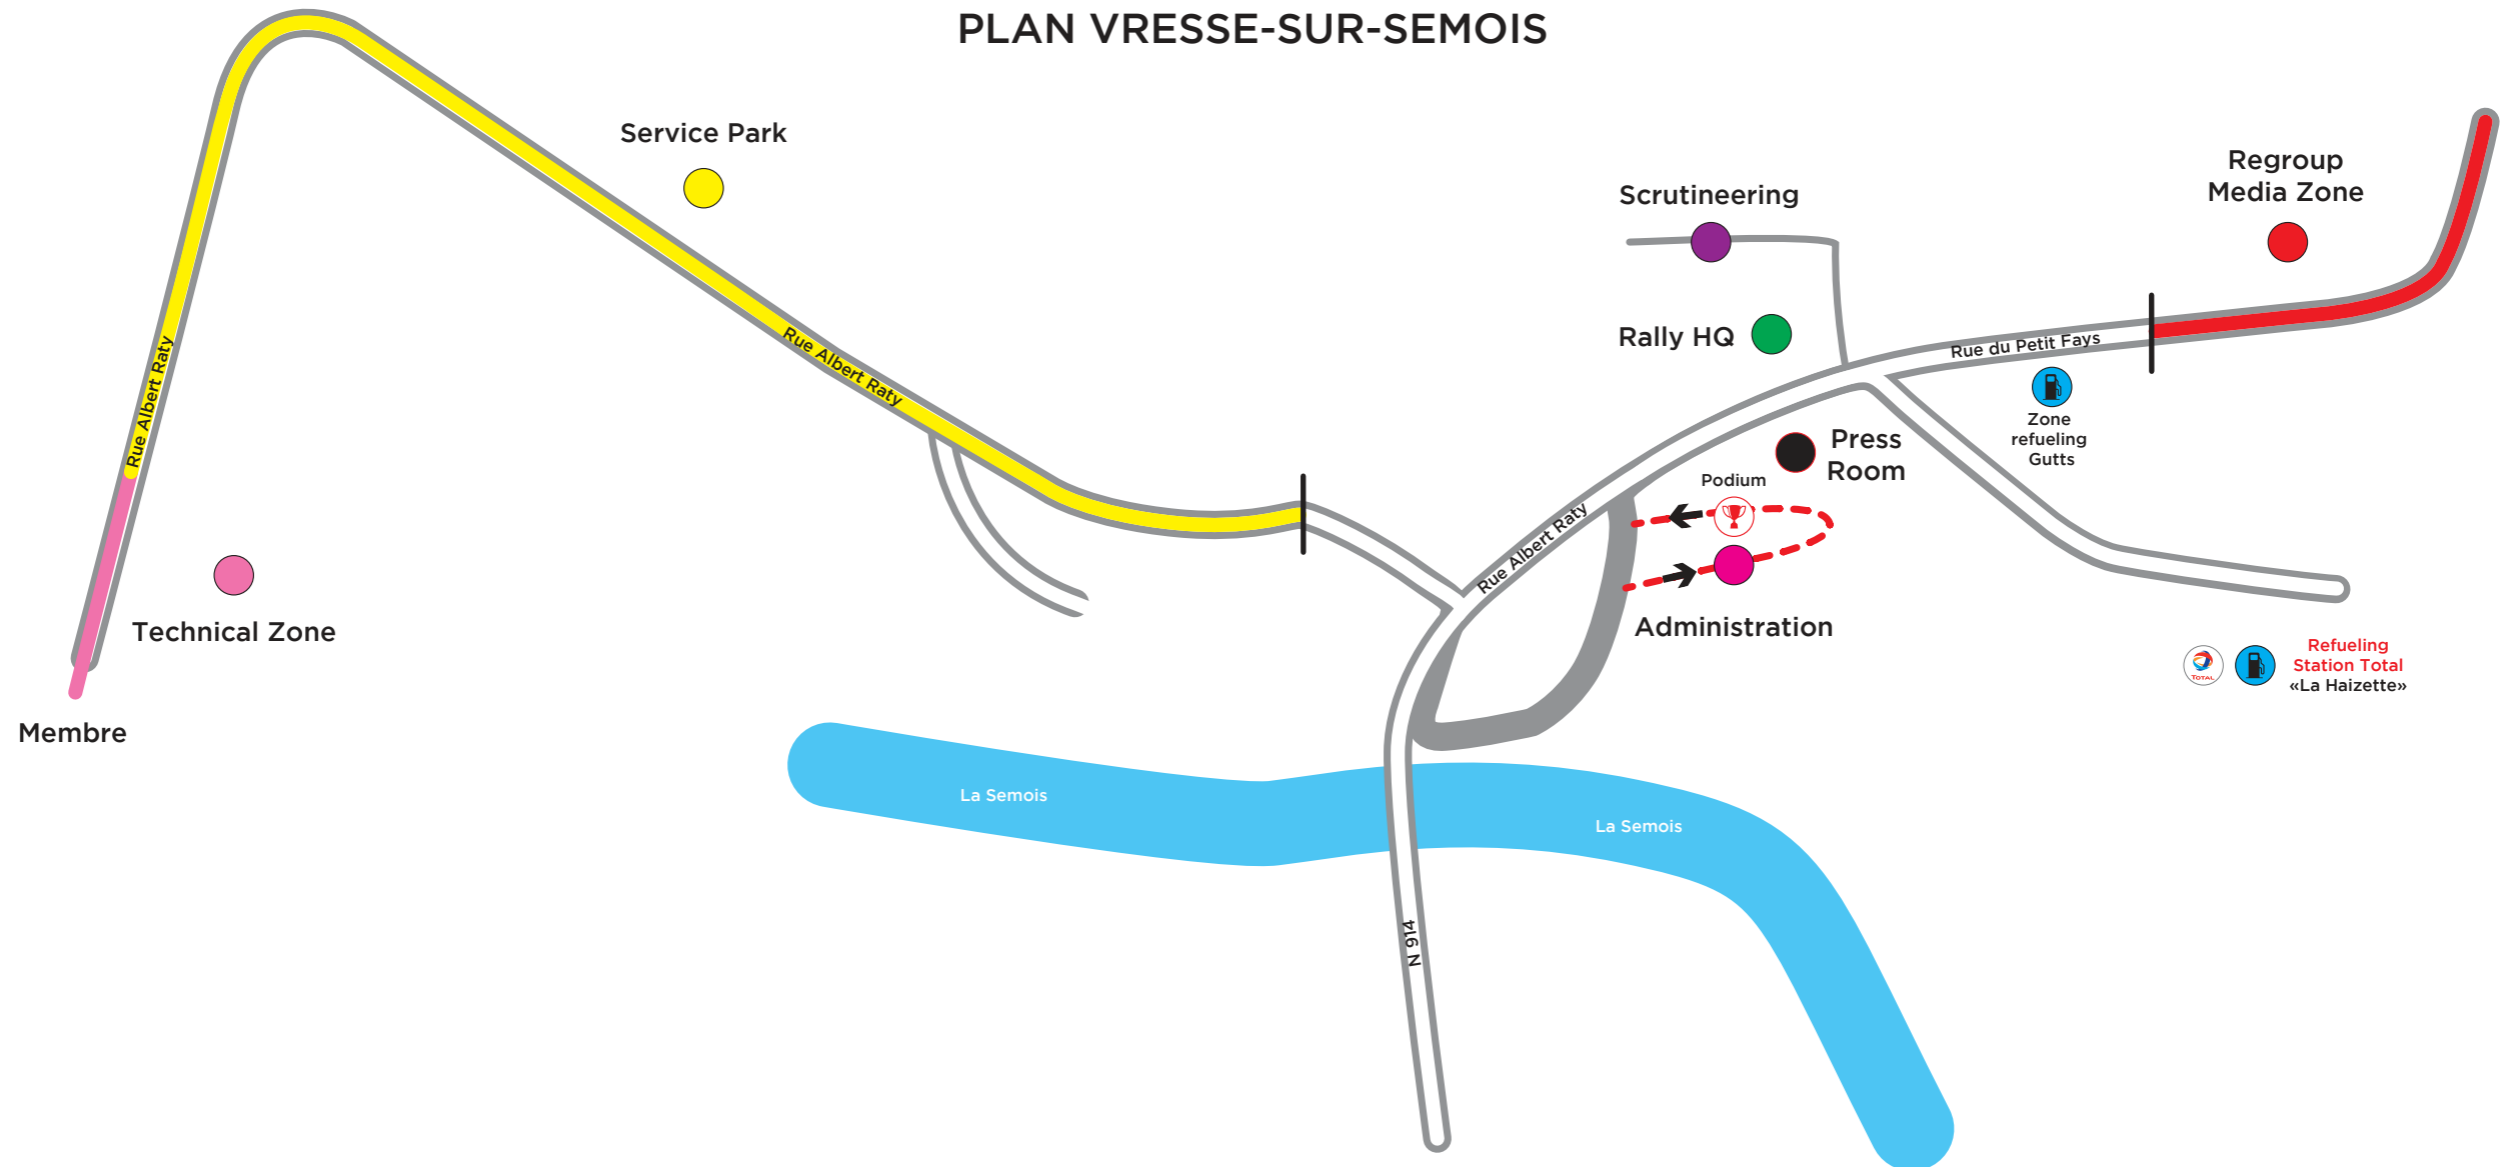 PLAN VRESSE-SUR-SEMOIS
Service Park
Regroup
Media Zone
Scrutineering
Rally HQ
Rue du Petit Fays
Rue Albert Raty
Rue Albert Raty
Zone
refueling
Gutts
Press
Room
Podium
Rue Albert Raty
Administration
Technical Zone
Membre
TOTAL
Refueling
Station Total
«La Haizette»
La Semois
La Semois
N 914